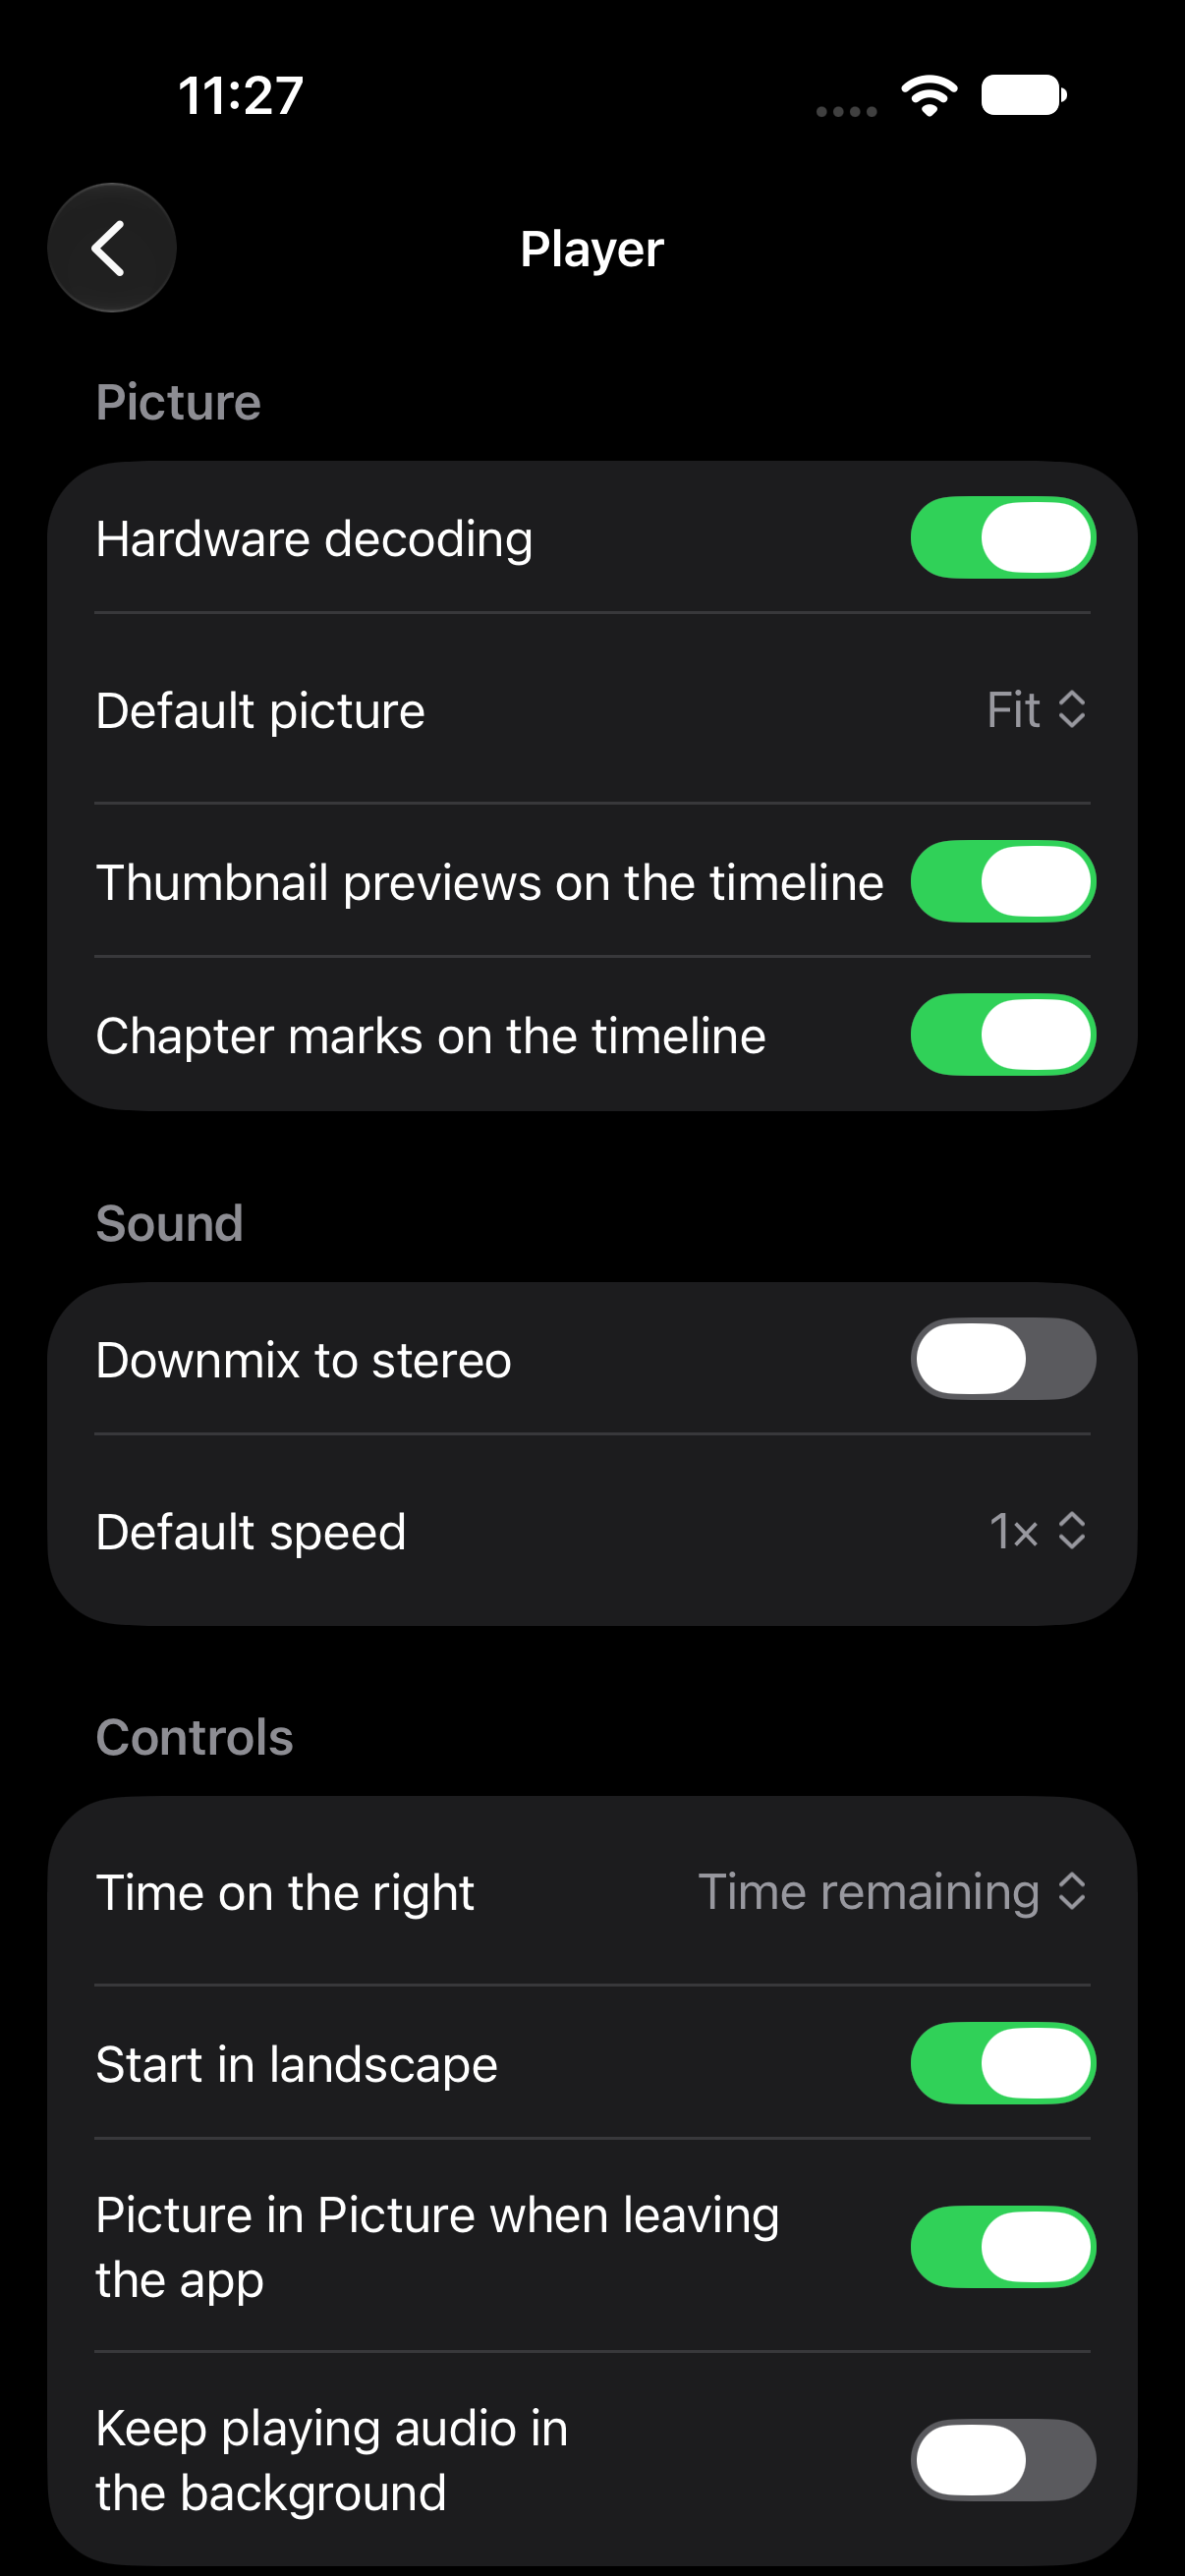 11:27
Player
Picture
Hardware decoding
Default picture
Fit
Thumbnail previews on the timeline
Chapter marks on the timeline
Sound
Downmix to stereo
Default speed
1×
Controls
Time on the right
Time remaining
Start in landscape
Picture in Picture when leaving
the app
Keep playing audio in
the background